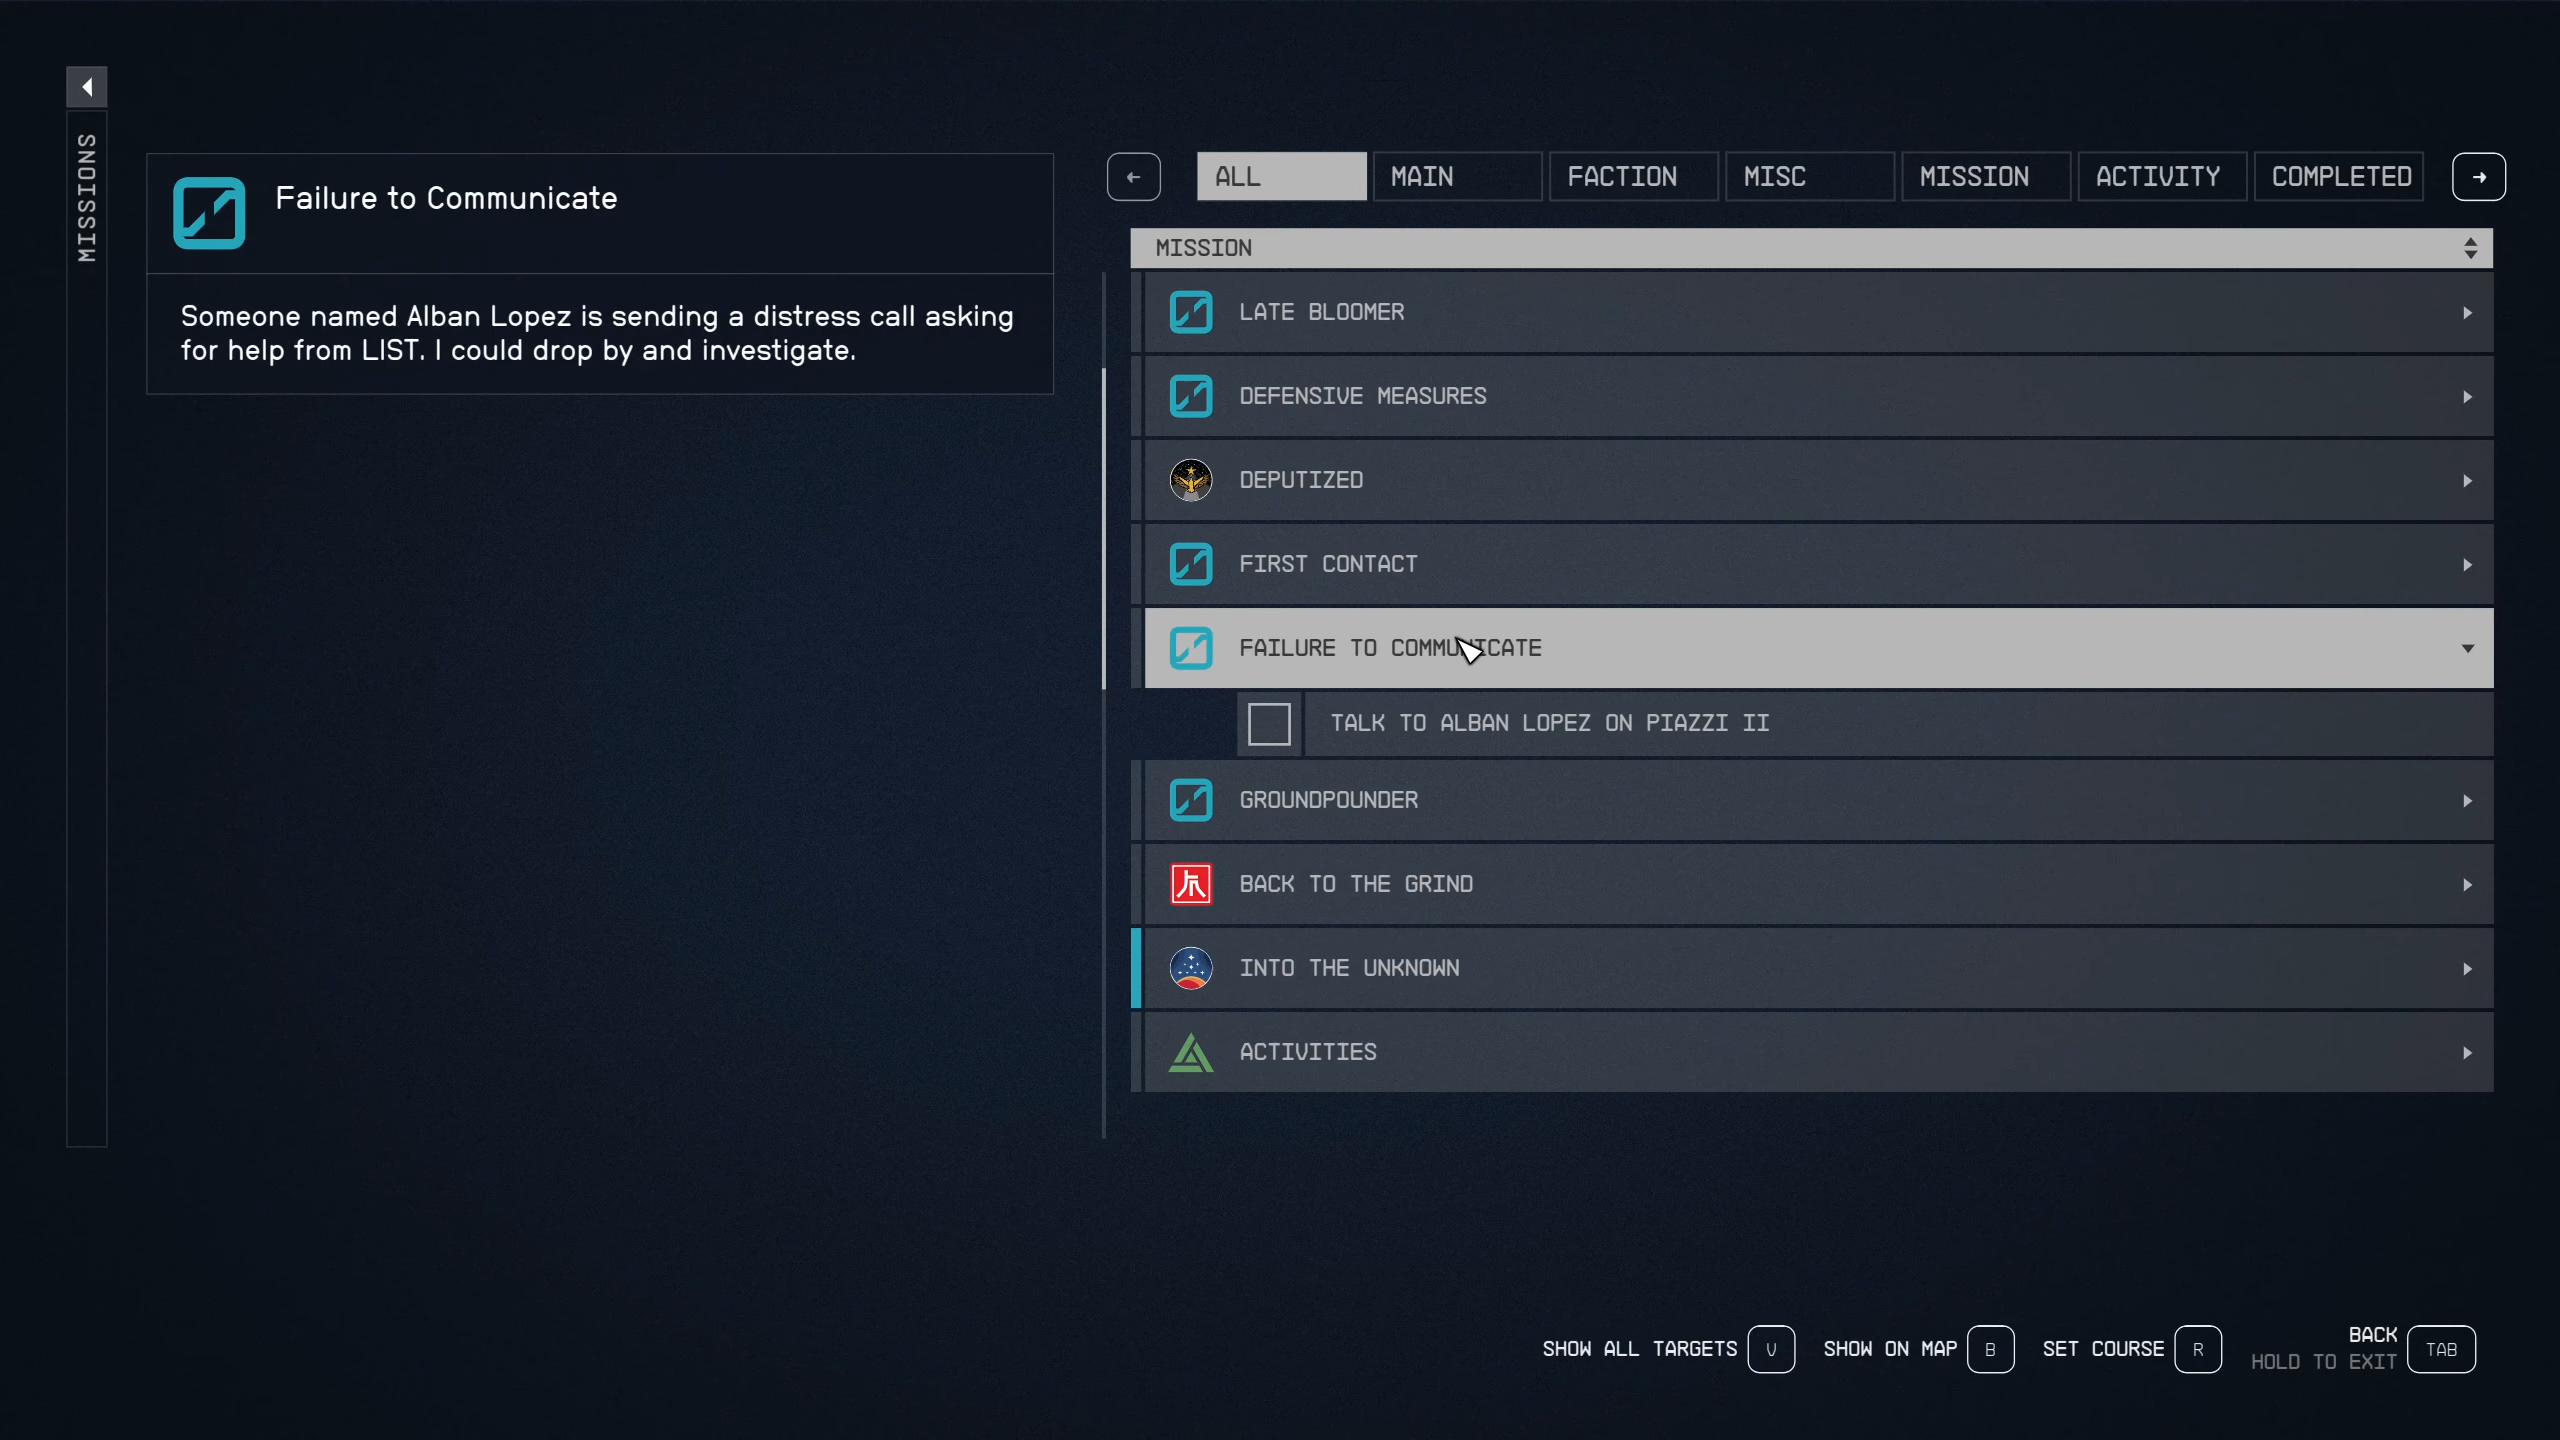 MISSIONS
Failure to Communicate
Someone named Alban Lopez is sending a distress call asking
for help from LIST. I could drop by and investigate.
ALL
MAIN
FACTION
MISC
MISSION
ACTIVITY
COMPLETED
MISSION
LATE BLOOMER
DEFENSIVE MEASURES
DEPUTIZED
FIRST CONTACT
FAILURE TO COMMUNICATE
TALK TO ALBAN LOPEZ ON PIAZZI II
GROUNDPOUNDER
BACK TO THE GRIND
INTO THE UNKNOWN
ACTIVITIES
SHOW ALL TARGETS V
SHOW ON MAP B
SET COURSE R
BACK
HOLD TO EXIT
TAB